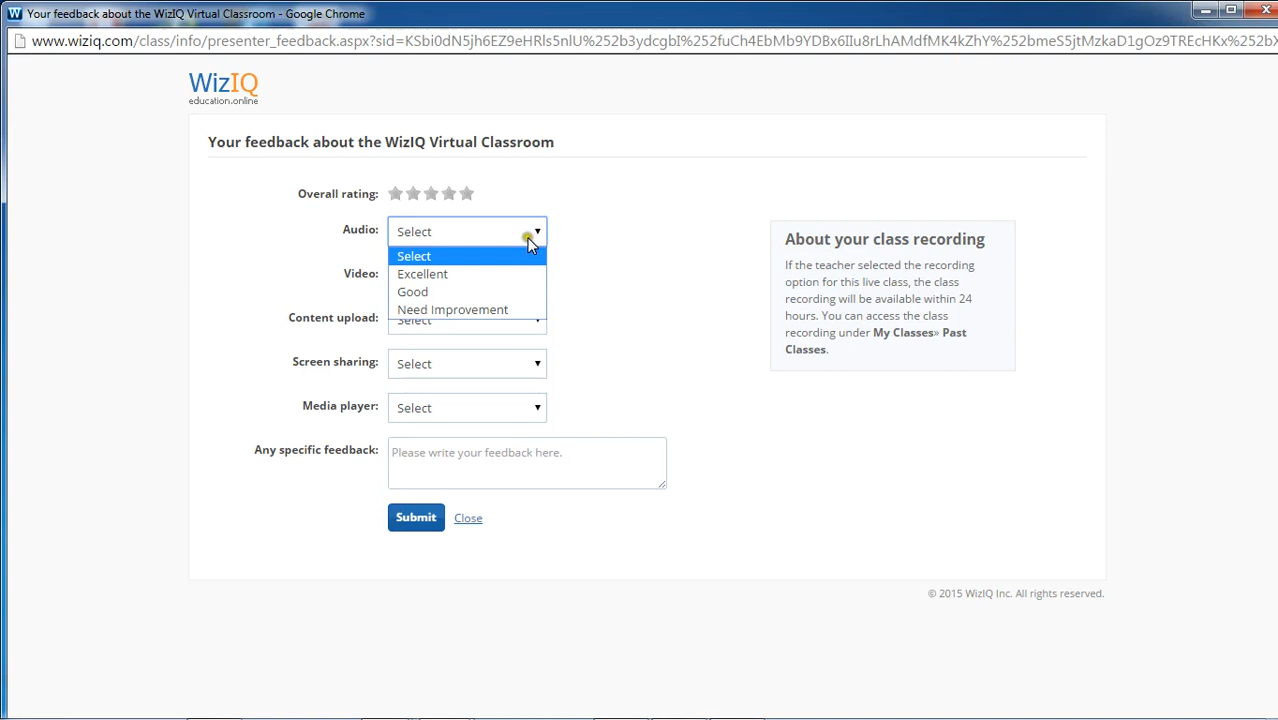 Your feedback about the WizIQ Virtual Classroom - Google Chrome
www.wiziq.com/class/info/presenter_feedback.aspx?sid=KSbi0dN5jh6EZ9eHRls5nlU%252b3ydcgbI%252fuCh4EbMb9YDBx6IIu8rLhAMdfMK4kZhY%252bmeS5jtMzkaD1gOz9TREcHKx%252bX
WizIQ
education.online
Your feedback about the WizIQ Virtual Classroom
Overall rating:
Audio: Select
Select
Excellent
Good
Need Improvement
Video:
Content upload: Select
Screen sharing: Select
Media player: Select
Any specific feedback: Please write your feedback here.
Submit Close
About your class recording
If the teacher selected the recording
option for this live class, the class
recording will be available within 24
hours. You can access the class
recording under My Classes» Past
Classes.
© 2015 WizIQ Inc. All rights reserved.